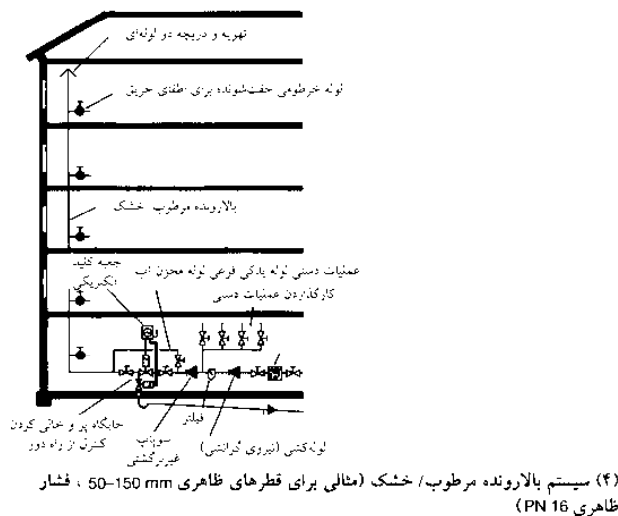 تهویه و دریچه دو لوله‌ای
لوله خرطومی جفت‌شونده برای اطفای حریق
بالارونده مرطوب خشک
جعبه کلید
الکتریکی
عملیات دستی لوله یدکی فرعی لوله مخزن آب
کارگذاردن عملیات دستی
جایگاه پر و خالی کردن
کنترل از راه دور
سوپاپ
غیربرگشتی
فیلتر
لوله‌کشی (نیروی گرانشی)
(۴) سیستم بالارونده مرطوب/ خشک (مثالی برای قطرهای ظاهری 50–150 mm ، فشار
ظاهری PN 16)